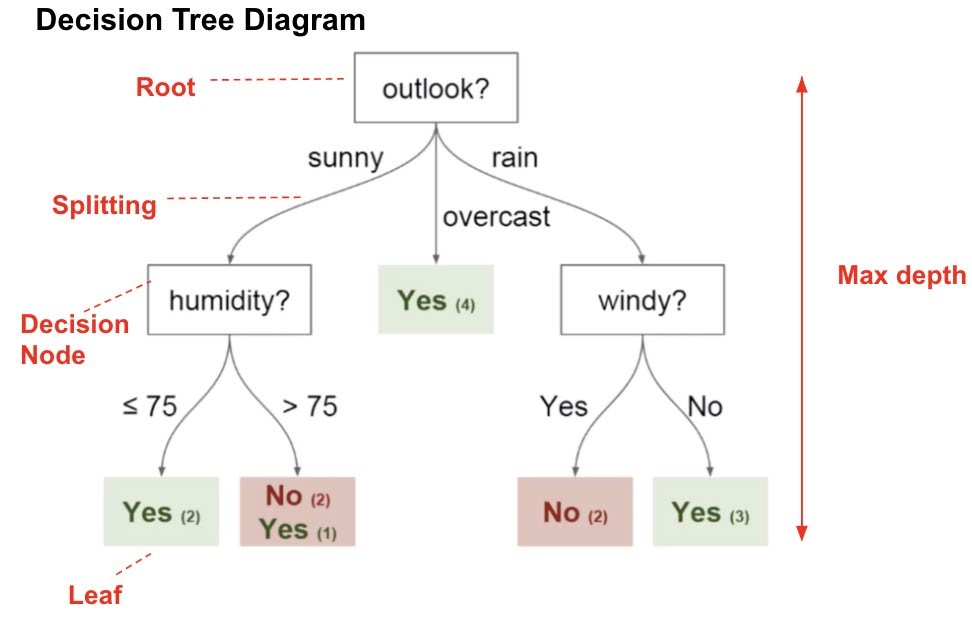 Decision Tree Diagram
Root
outlook?
sunny
rain
Splitting
overcast
Max depth
humidity?
Yes (4)
windy?
Decision
Node
≤ 75
> 75
Yes
No
Yes (2)
No (2)
Yes (1)
No (2)
Yes (3)
Leaf